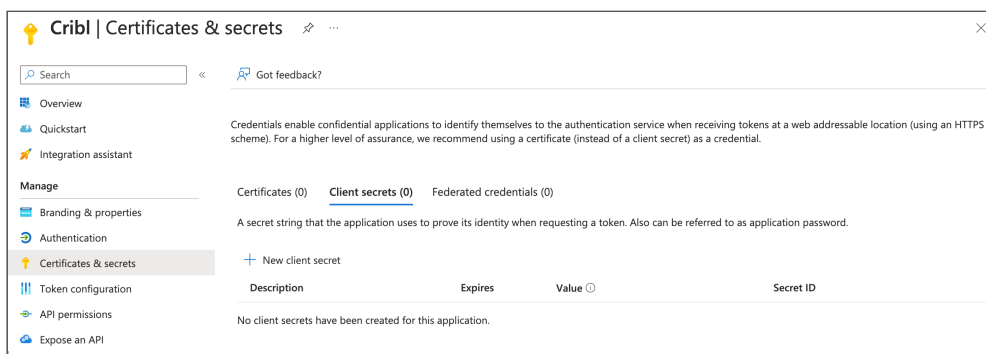 Cribl | Certificates & secrets
Search
Got feedback?
Overview
Quickstart
Integration assistant
Manage
Branding & properties
Authentication
Certificates & secrets
Token configuration
API permissions
Expose an API
Credentials enable confidential applications to identify themselves to the authentication service when receiving tokens at a web addressable location (using an HTTPS
scheme). For a higher level of assurance, we recommend using a certificate (instead of a client secret) as a credential.
Certificates (0) Client secrets (0) Federated credentials (0)
A secret string that the application uses to prove its identity when requesting a token. Also can be referred to as application password.
New client secret
Description Expires Value Secret ID
No client secrets have been created for this application.